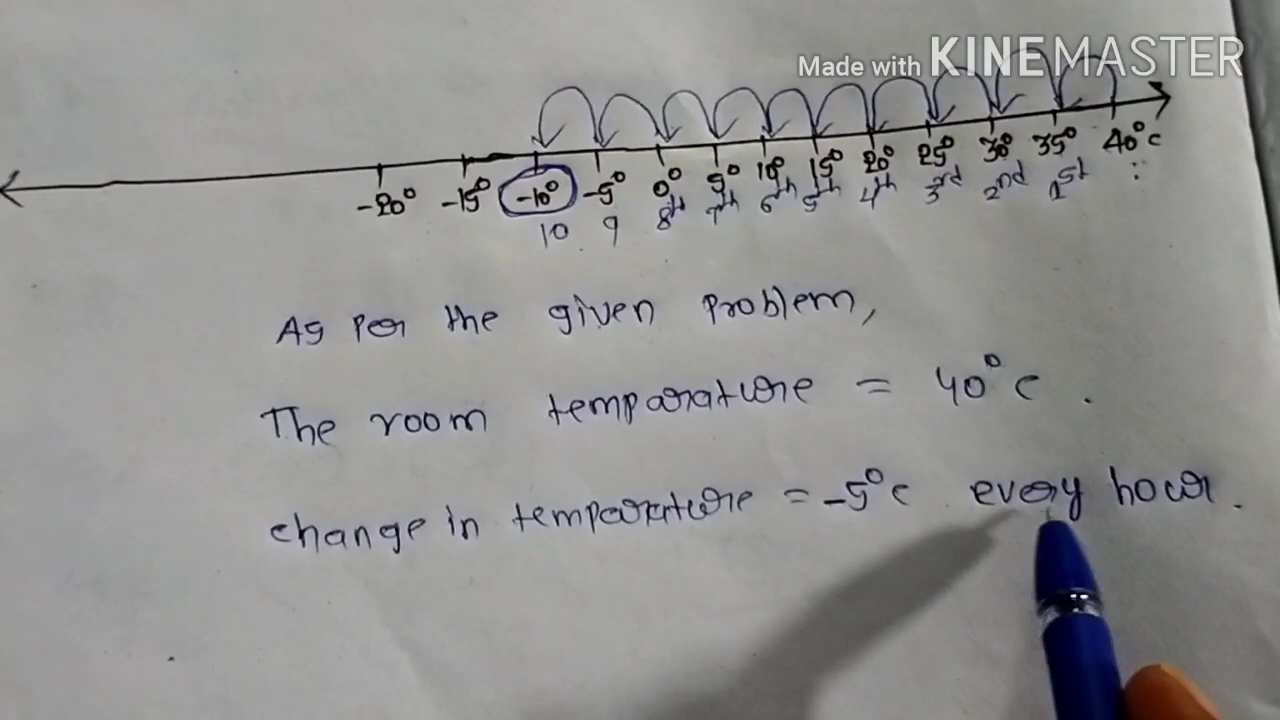 Made with KINEMASTER
-20° -15° -10° -5° 0° 5° 10° 15° 20° 25° 30° 35° 40°c
10 9 8th 7th 6th 5th 4th 3rd 2nd 1st
As per the given problem,
The room temparature = 40°c.
change in temparature = -5°c every hour.